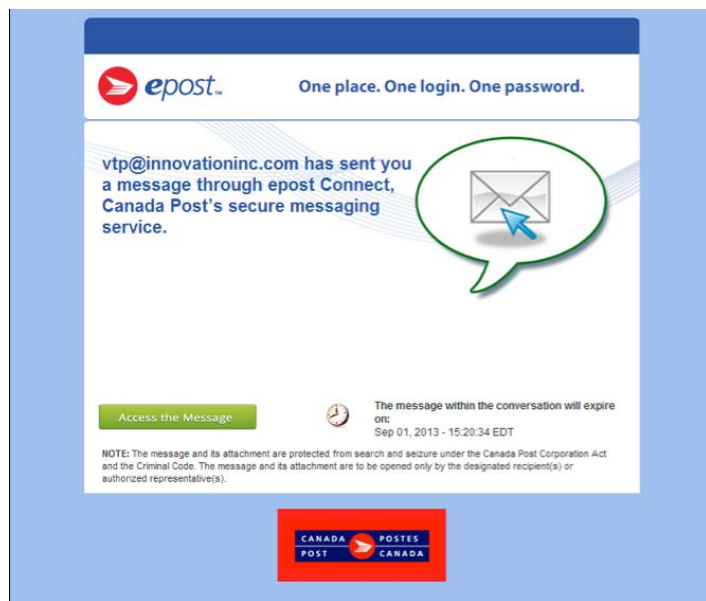 epost™
One place. One login. One password.
vtp@innovationinc.com has sent you
a message through epost Connect,
Canada Post's secure messaging
service.
Access the Message
The message within the conversation will expire
on:
Sep 01, 2013 - 15:20:34 EDT
NOTE: The message and its attachment are protected from search and seizure under the Canada Post Corporation Act
and the Criminal Code. The message and its attachment are to be opened only by the designated recipient(s) or
authorized representative(s).
CANADA POSTES
POST CANADA